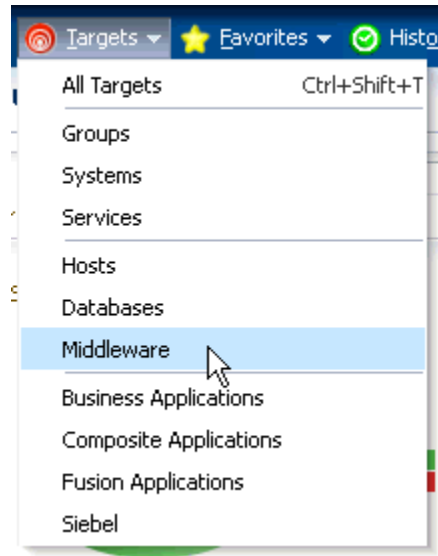 Targets Favorites Histo
All Targets Ctrl+Shift+T
Groups
Systems
Services
Hosts
Databases
Middleware
Business Applications
Composite Applications
Fusion Applications
Siebel